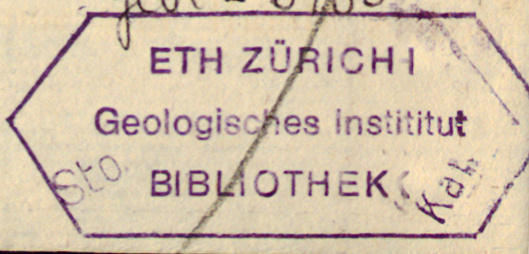 ETH ZÜRICH
Geologisches Instititut
Sto. BIBLIOTHEK Kat.